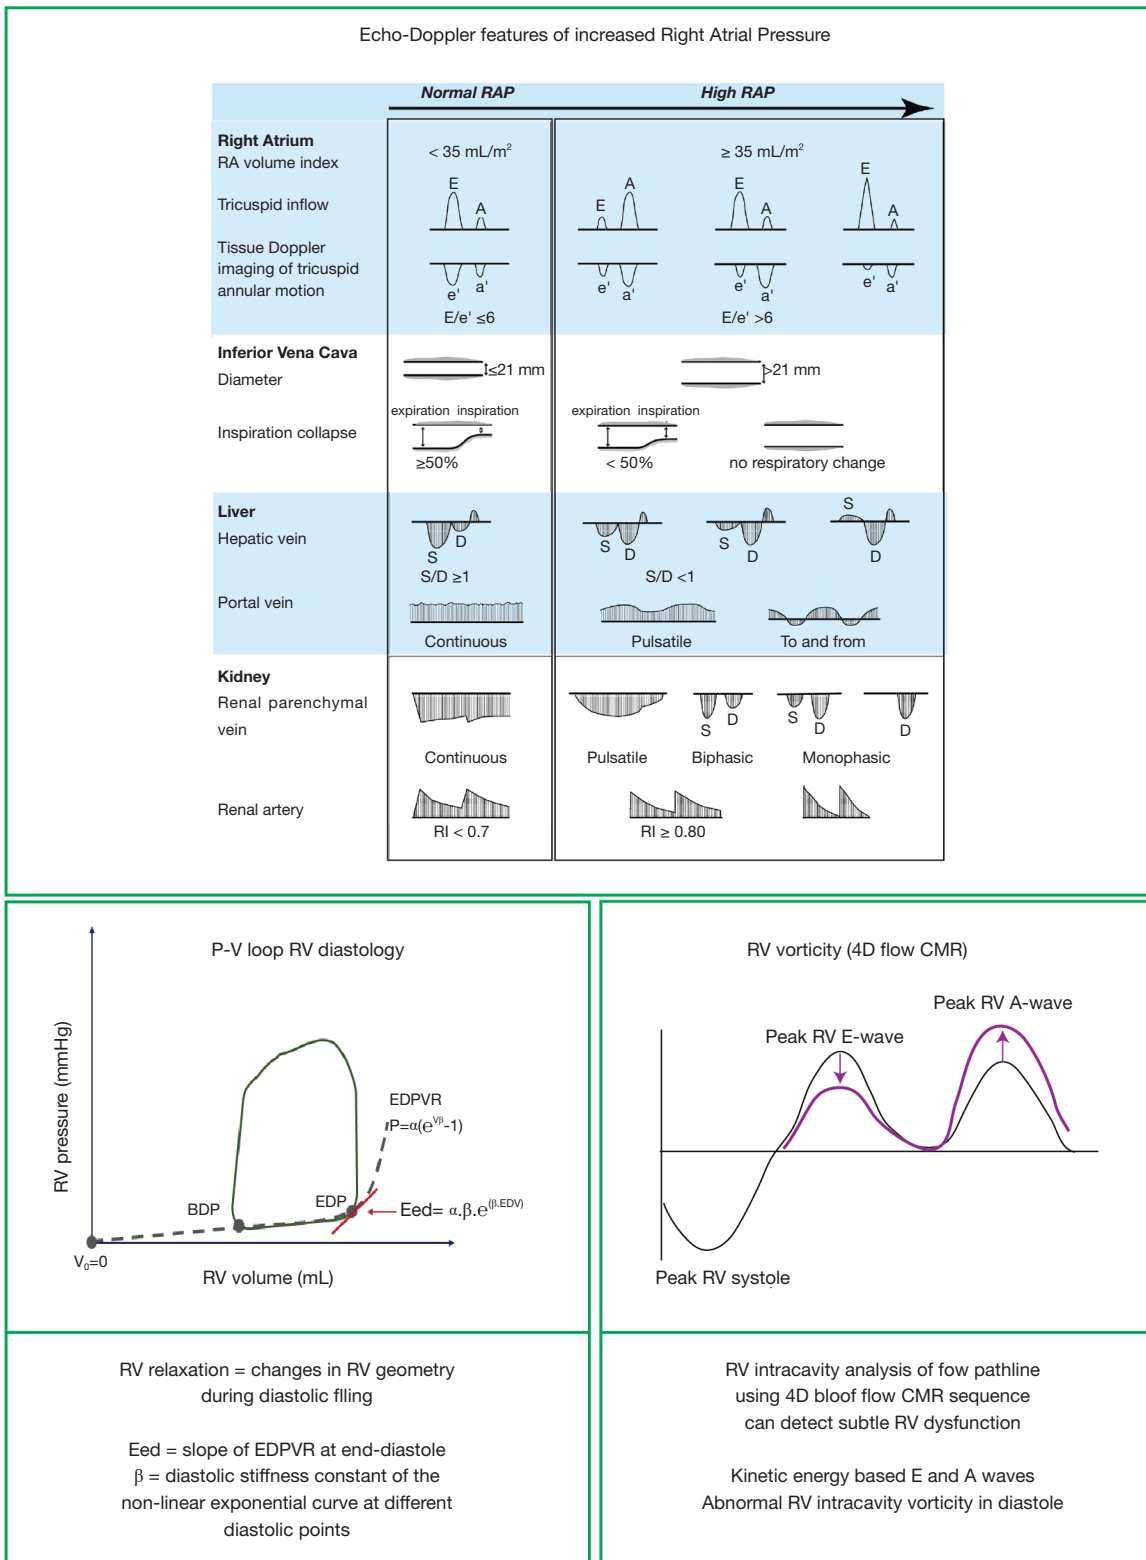 Echo-Doppler features of increased Right Atrial Pressure
Normal RAP
High RAP
Right Atrium
RA volume index
< 35 mL/m²
≥ 35 mL/m²
Tricuspid inflow
E
A
E
A
E
A
E
A
Tissue Doppler
imaging of tricuspid
annular motion
e'
a'
e'
a'
e'
a'
e'
a'
E/e' ≤6
E/e' >6
Inferior Vena Cava
Diameter
≤21 mm
>21 mm
Inspiration collapse
expiration inspiration
≥50%
expiration inspiration
< 50%
no respiratory change
Liver
Hepatic vein
S
D
S
D
S
D
S
D
S/D ≥1
S/D <1
Portal vein
Continuous
Pulsatile
To and from
Kidney
Renal parenchymal
vein
S
D
S
D
D
Continuous
Pulsatile
Biphasic
Monophasic
Renal artery
RI < 0.7
RI ≥ 0.80
P-V loop RV diastology
RV pressure (mmHg)
EDPVR
P=α(e^Vβ-1)
BDP
EDP
Eed= α.β.e^(β.EDV)
V₀=0
RV volume (mL)
RV relaxation = changes in RV geometry
during diastolic flling
Eed = slope of EDPVR at end-diastole
β = diastolic stiffness constant of the
non-linear exponential curve at different
diastolic points
RV vorticity (4D flow CMR)
Peak RV A-wave
Peak RV E-wave
Peak RV systole
RV intracavity analysis of fow pathline
using 4D bloof flow CMR sequence
can detect subtle RV dysfunction
Kinetic energy based E and A waves
Abnormal RV intracavity vorticity in diastole